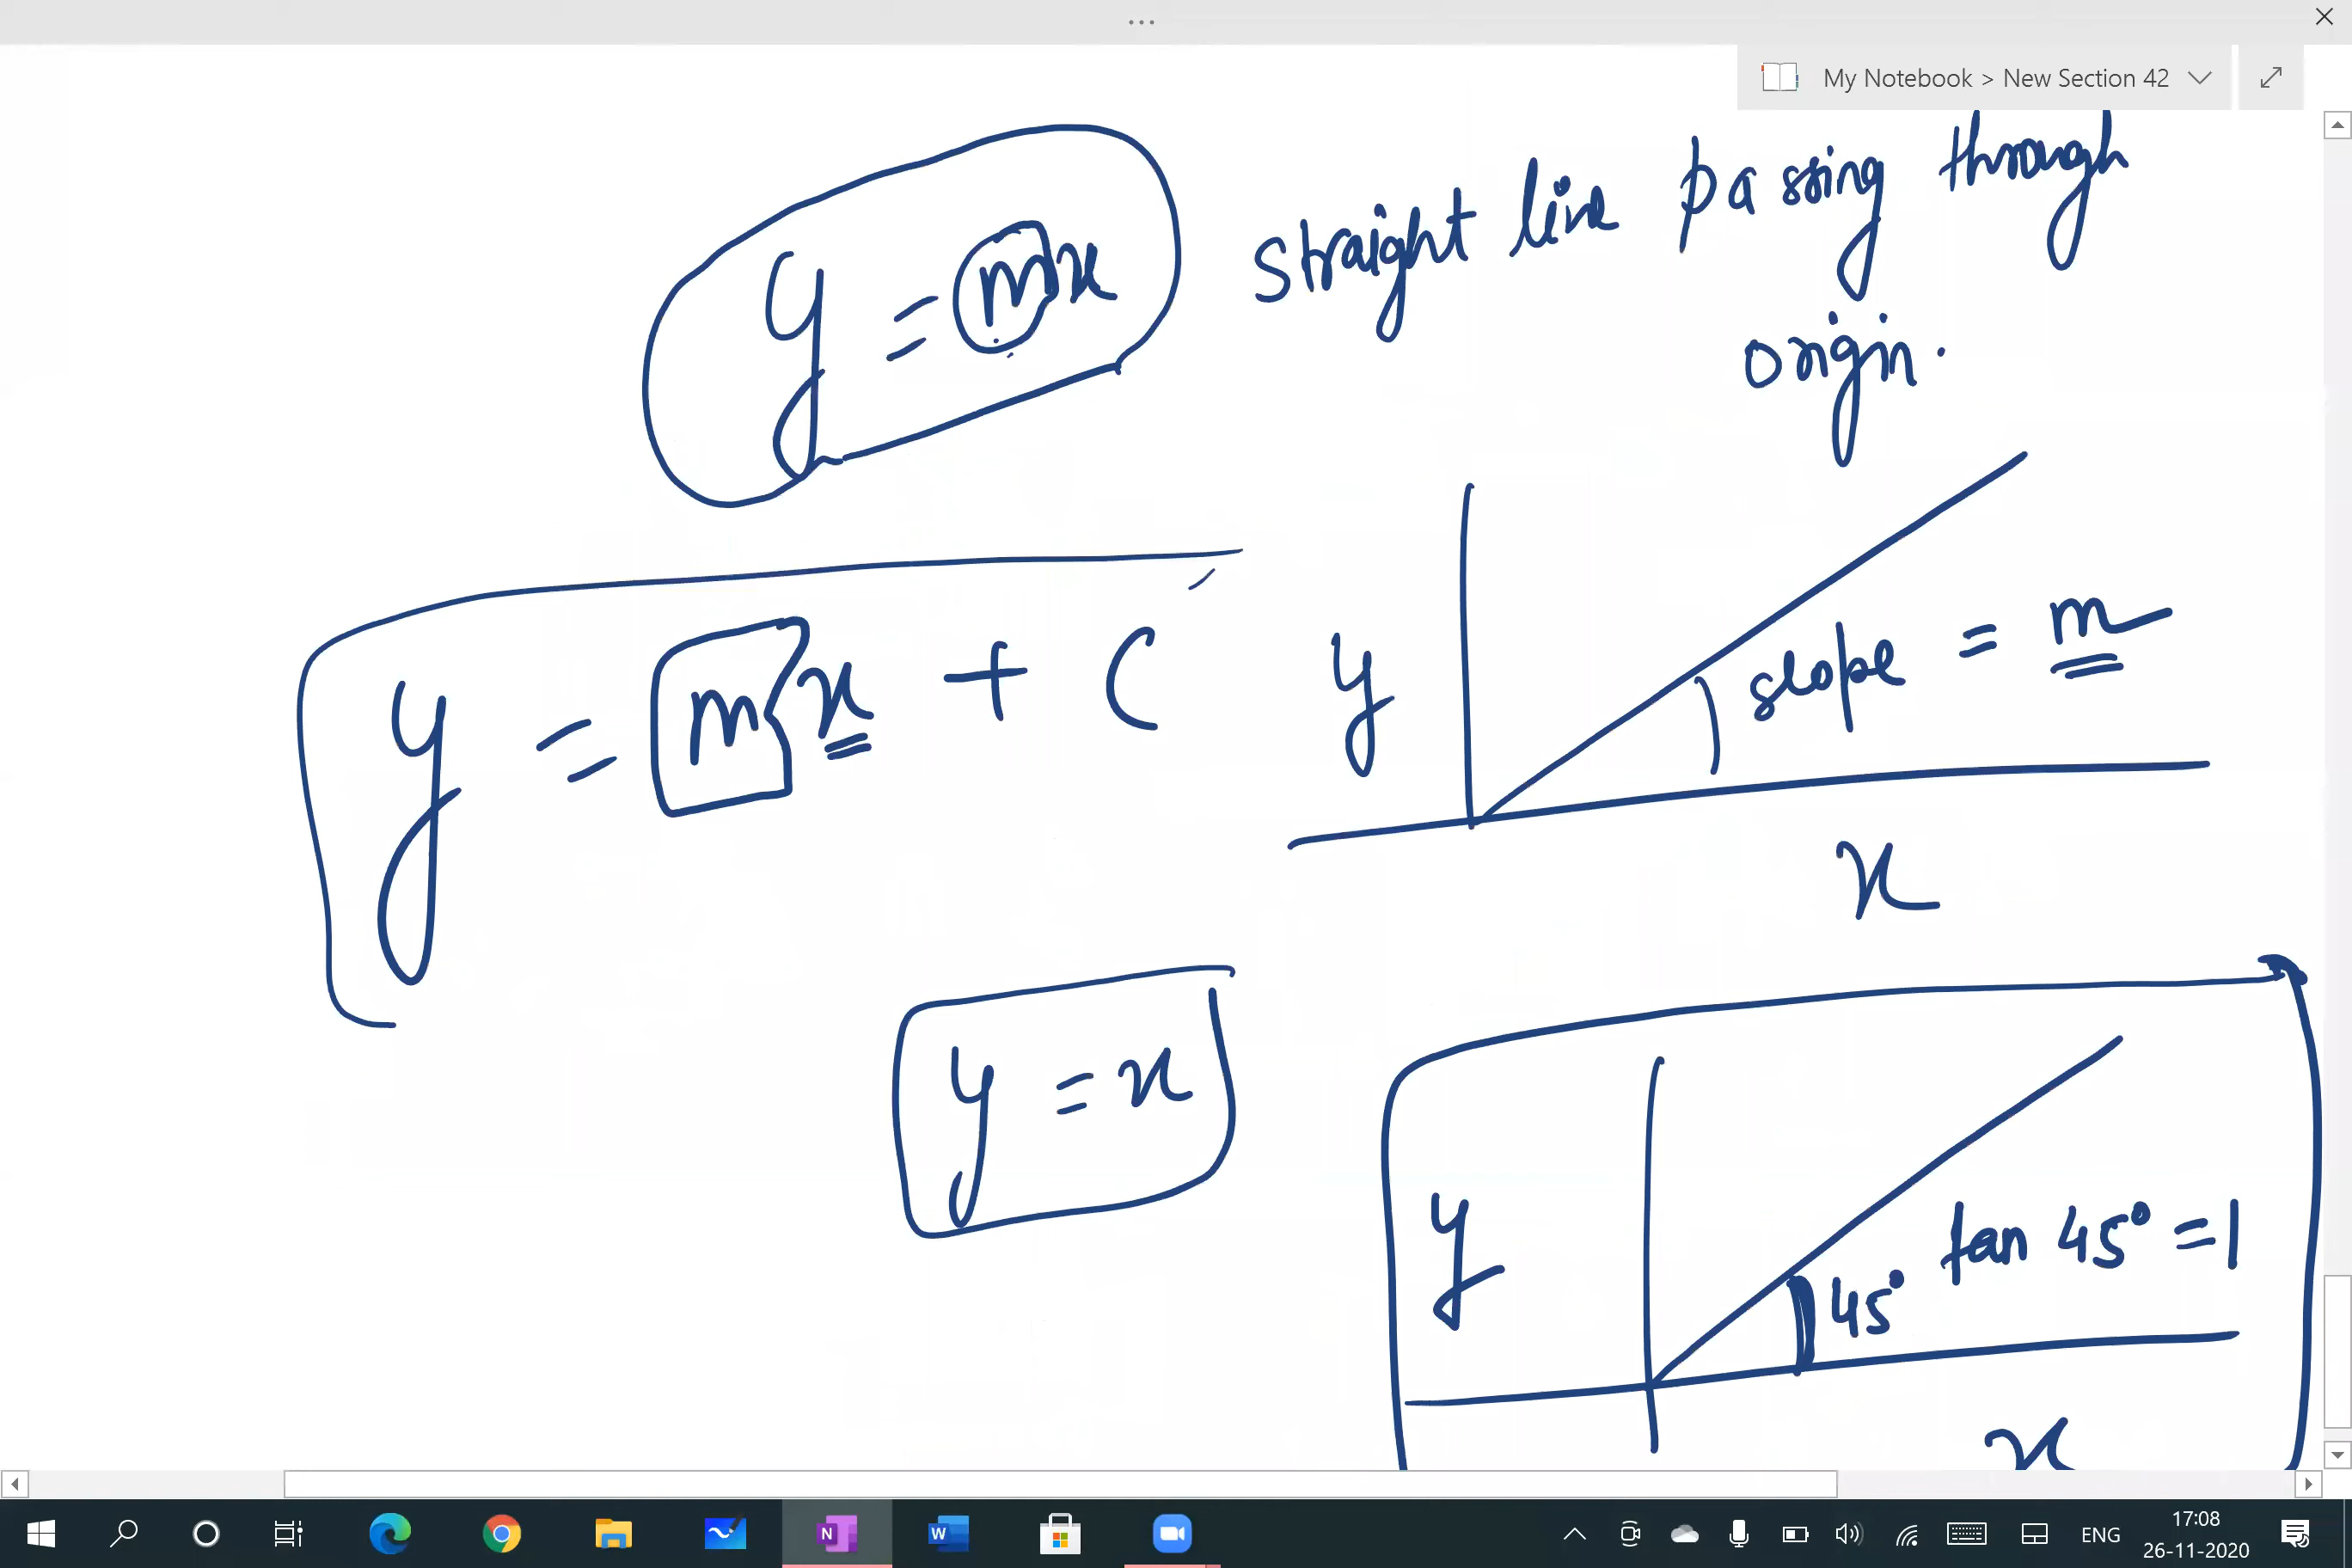 My Notebook > New Section 42
y = mx straight line passing through
origin.
y = mx + c
y
slope = m
x
y = x
y
45° tan 45° = 1
x
ENG
17:08
26-11-2020